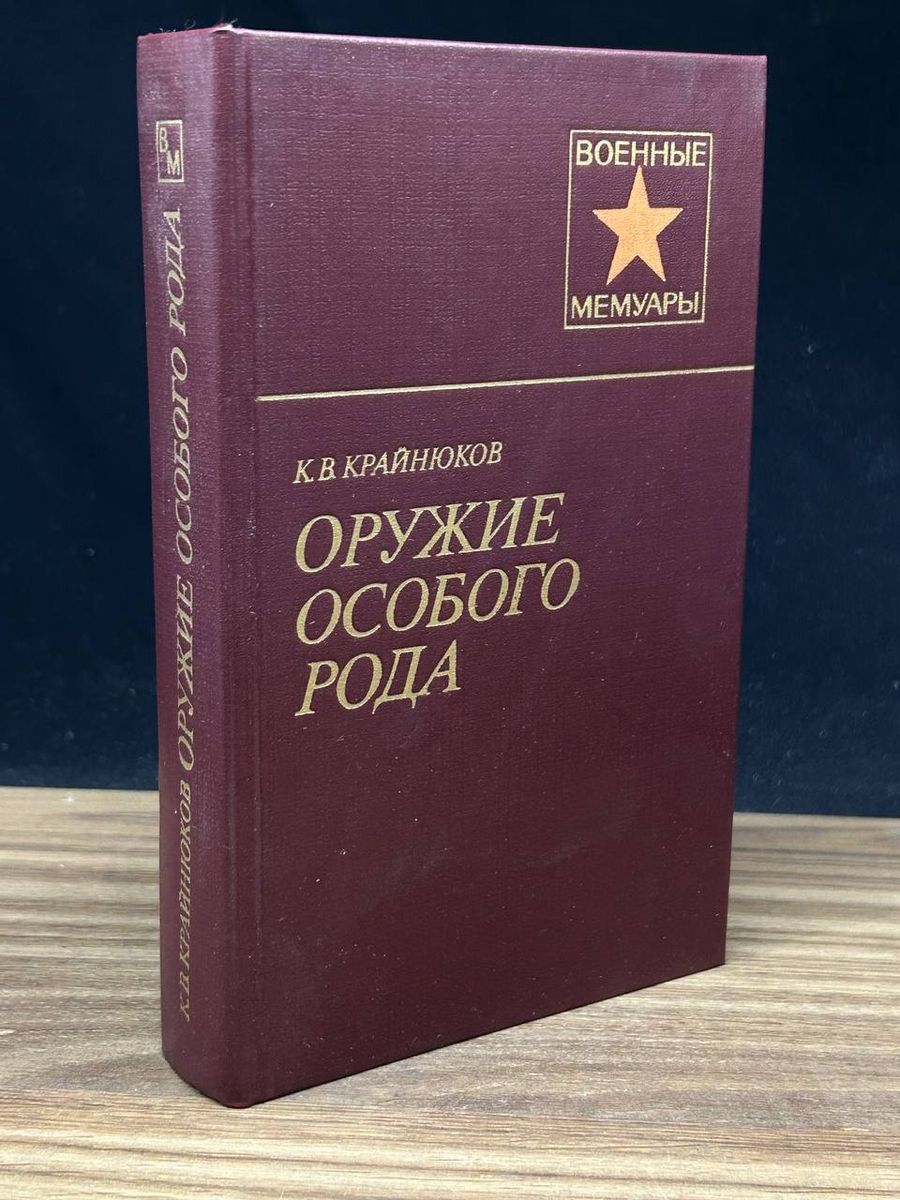 ВОЕННЫЕ
МЕМУАРЫ
К.В. КРАЙНЮКОВ
ОРУЖИЕ
ОСОБОГО
РОДА
ВМ
К.В. КРАЙНЮКОВ ОРУЖИЕ ОСОБОГО РОДА